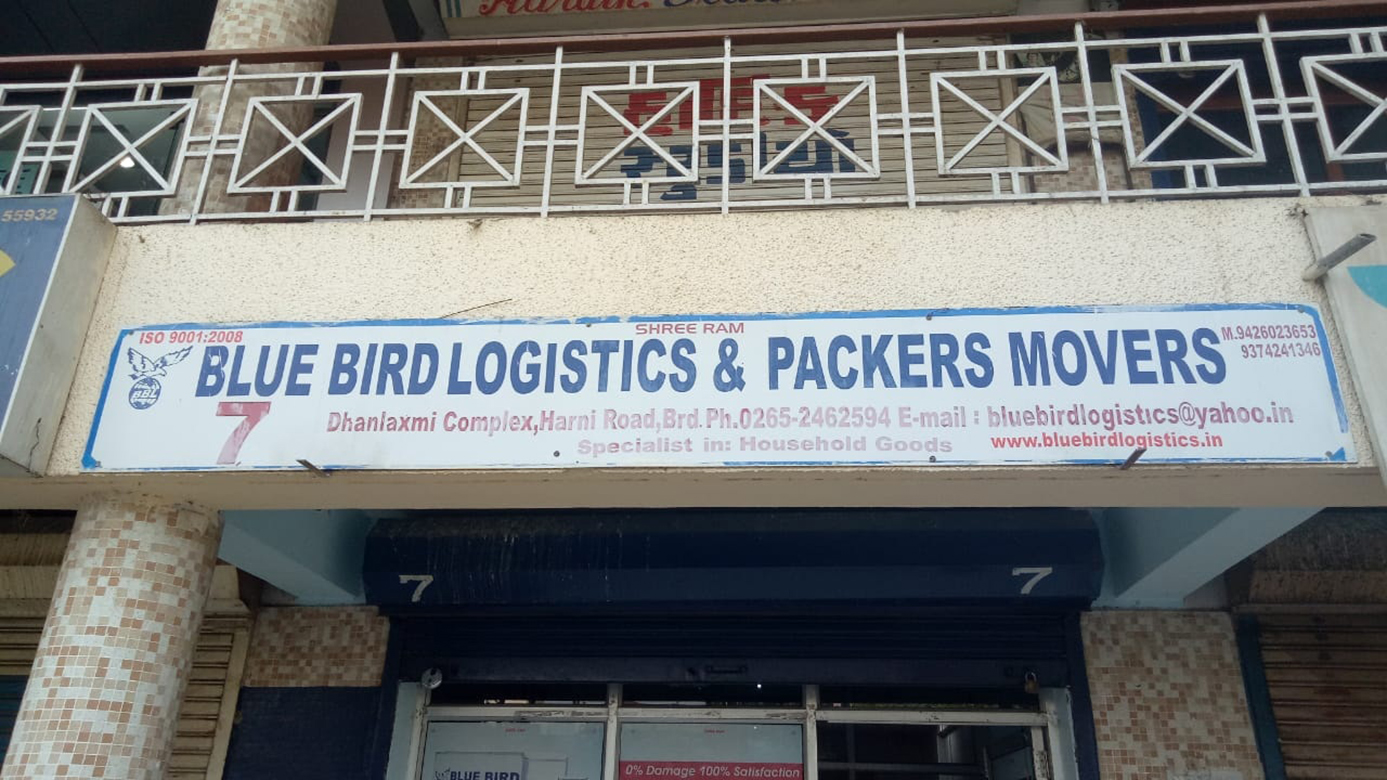 55932
ISO 9001:2008
SHREE RAM
BLUE BIRD LOGISTICS & PACKERS MOVERS
M.9426023653
9374241346
BBL
7
Dhanlaxmi Complex,Harni Road,Brd.Ph.0265-2462594 E-mail : bluebirdlogistics@yahoo.in
Specialist in: Household Goods
www.bluebirdlogistics.in
7
7
BLUE BIRD
0% Damage 100% Satisfaction